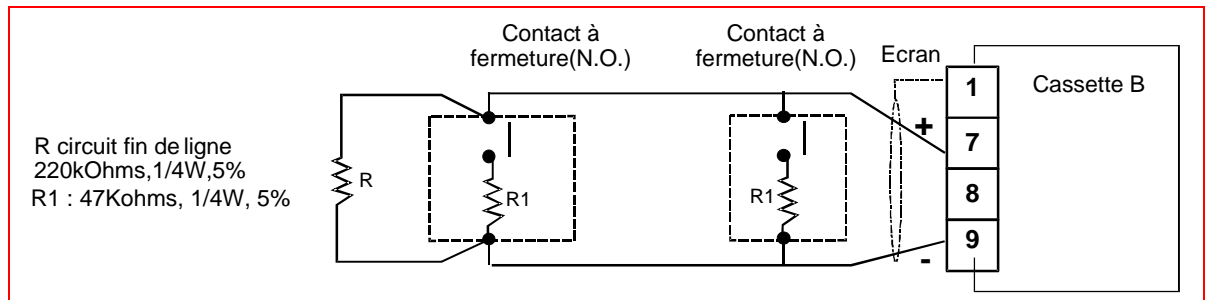 Contact à
fermeture(N.O.)
Contact à
fermeture(N.O.)
Ecran
1
Cassette B
+
7
R circuit fin de ligne
220kOhms,1/4W,5%
R1 : 47Kohms, 1/4W, 5%
R
R1
R1
8
9
-